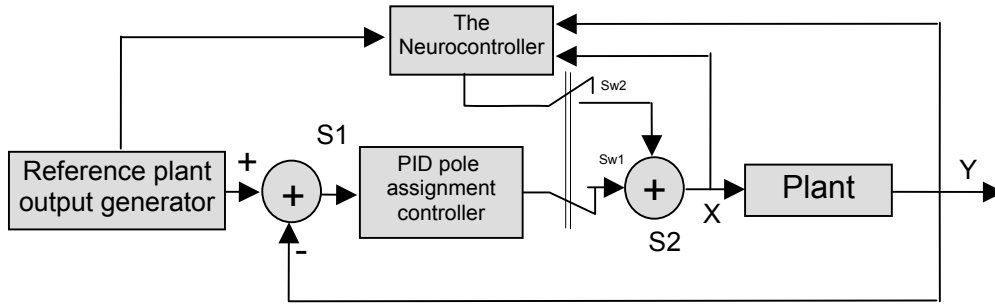 The
Neurocontroller
Sw2
S1
Reference plant
output generator
+
+
-
PID pole
assignment
controller
Sw1
+
S2
X
Plant
Y